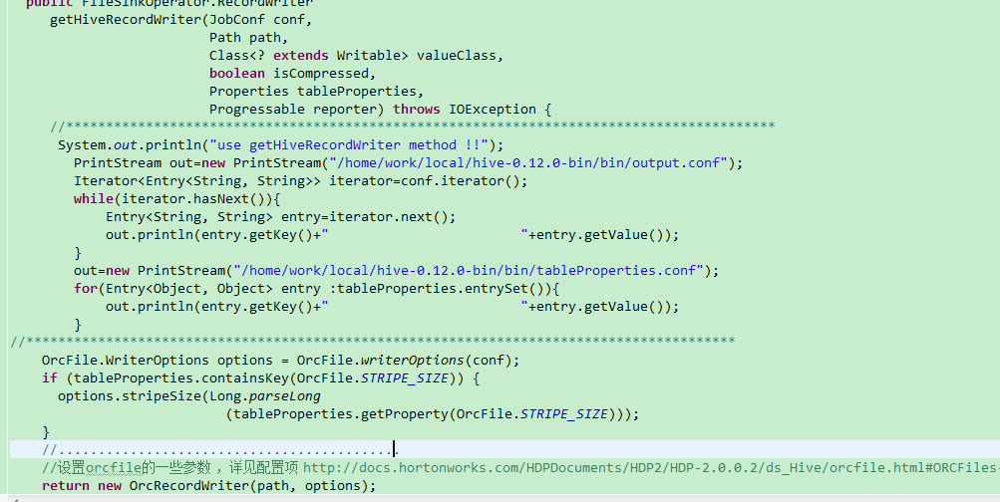 public FileSinkOperator.RecordWriter
getHiveRecordWriter(JobConf conf,
Path path,
Class<? extends Writable> valueClass,
boolean isCompressed,
Properties tableProperties,
Progressable reporter) throws IOException {
//*****************************************************************************************
System.out.println("use getHiveRecordWriter method !!");
PrintStream out=new PrintStream("/home/work/local/hive-0.12.0-bin/bin/output.conf");
Iterator<Entry<String, String>> iterator=conf.iterator();
while(iterator.hasNext()){
Entry<String, String> entry=iterator.next();
out.println(entry.getKey()+"                        "+entry.getValue());
}
out=new PrintStream("/home/work/local/hive-0.12.0-bin/bin/tableProperties.conf");
for(Entry<Object, Object> entry :tableProperties.entrySet()){
out.println(entry.getKey()+"                        "+entry.getValue());
}
//*****************************************************************************************
OrcFile.WriterOptions options = OrcFile.writerOptions(conf);
if (tableProperties.containsKey(OrcFile.STRIPE_SIZE)) {
options.stripeSize(Long.parseLong
(tableProperties.getProperty(OrcFile.STRIPE_SIZE)));
}
//...........................................
//设置orcfile的一些参数 ，详见配置项 http://docs.hortonworks.com/HDPDocuments/HDP2/HDP-2.0.0.2/ds_Hive/orcfile.html#ORCFiles-
return new OrcRecordWriter(path, options);